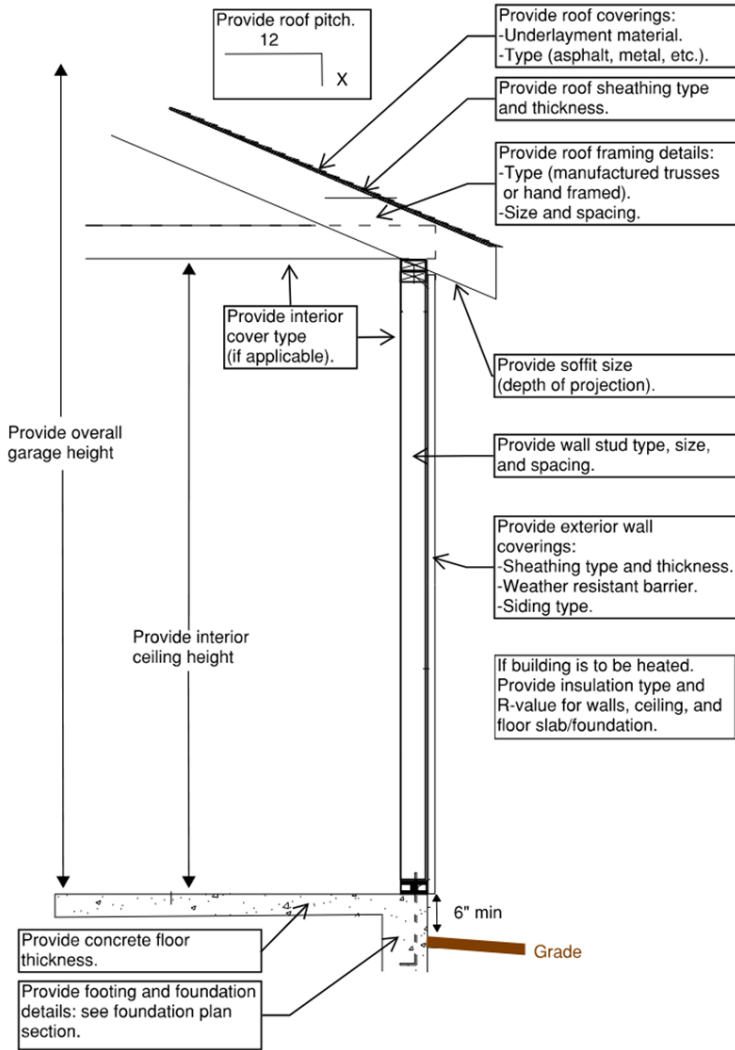 Provide roof pitch.
12
X
Provide roof coverings:
-Underlayment material.
-Type (asphalt, metal, etc.).
Provide roof sheathing type
and thickness.
Provide roof framing details:
-Type (manufactured trusses
or hand framed).
-Size and spacing.
Provide interior
cover type
(if applicable).
Provide soffit size
(depth of projection).
Provide overall
garage height
Provide wall stud type, size,
and spacing.
Provide exterior wall
coverings:
-Sheathing type and thickness.
-Weather resistant barrier.
-Siding type.
Provide interior
ceiling height
If building is to be heated.
Provide insulation type and
R-value for walls, ceiling, and
floor slab/foundation.
6" min
Grade
Provide concrete floor
thickness.
Provide footing and foundation
details: see foundation plan
section.